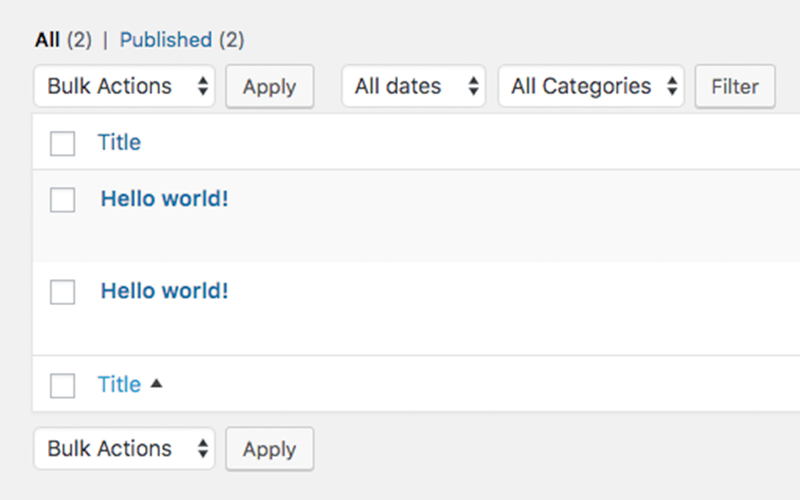 All (2) | Published (2)
Bulk Actions Apply All dates All Categories Filter
Title
Hello world!
Hello world!
Title
Bulk Actions Apply